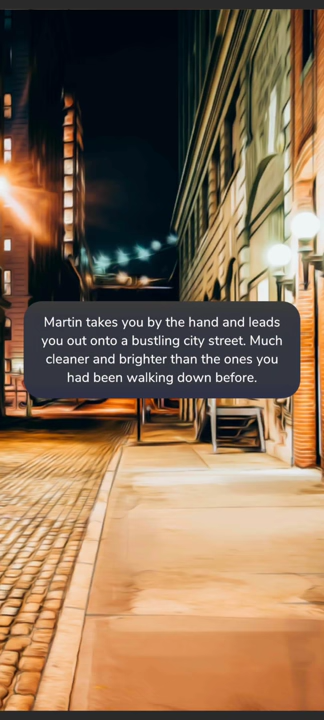 Martin takes you by the hand and leads
you out onto a bustling city street. Much
cleaner and brighter than the ones you
had been walking down before.